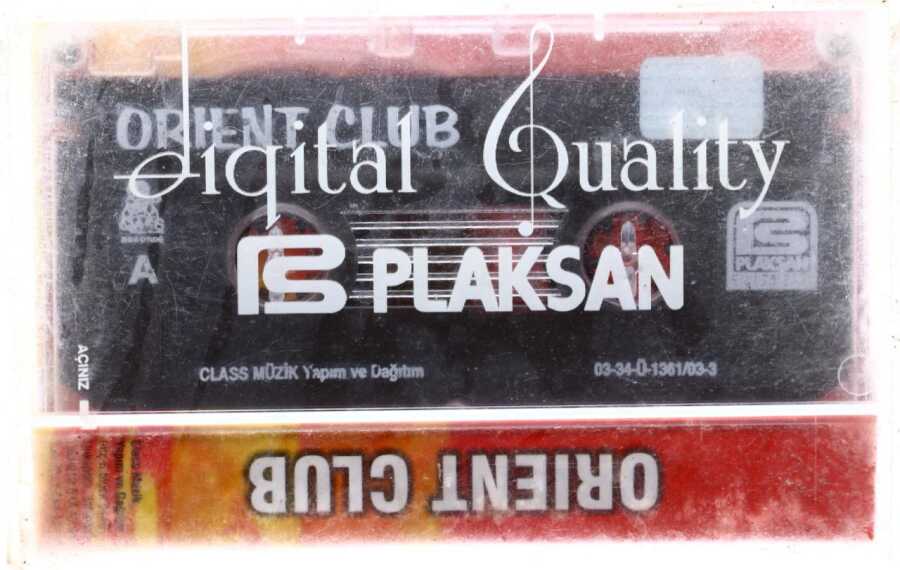 ORIENT CLUB
digital Quality
A
PLAKSAN
PLAKSAN
AÇINIZ
CLASS MÜZİK Yapım ve Dağıtım
03-34-Ü-1361/03-3
ORIENT CLUB